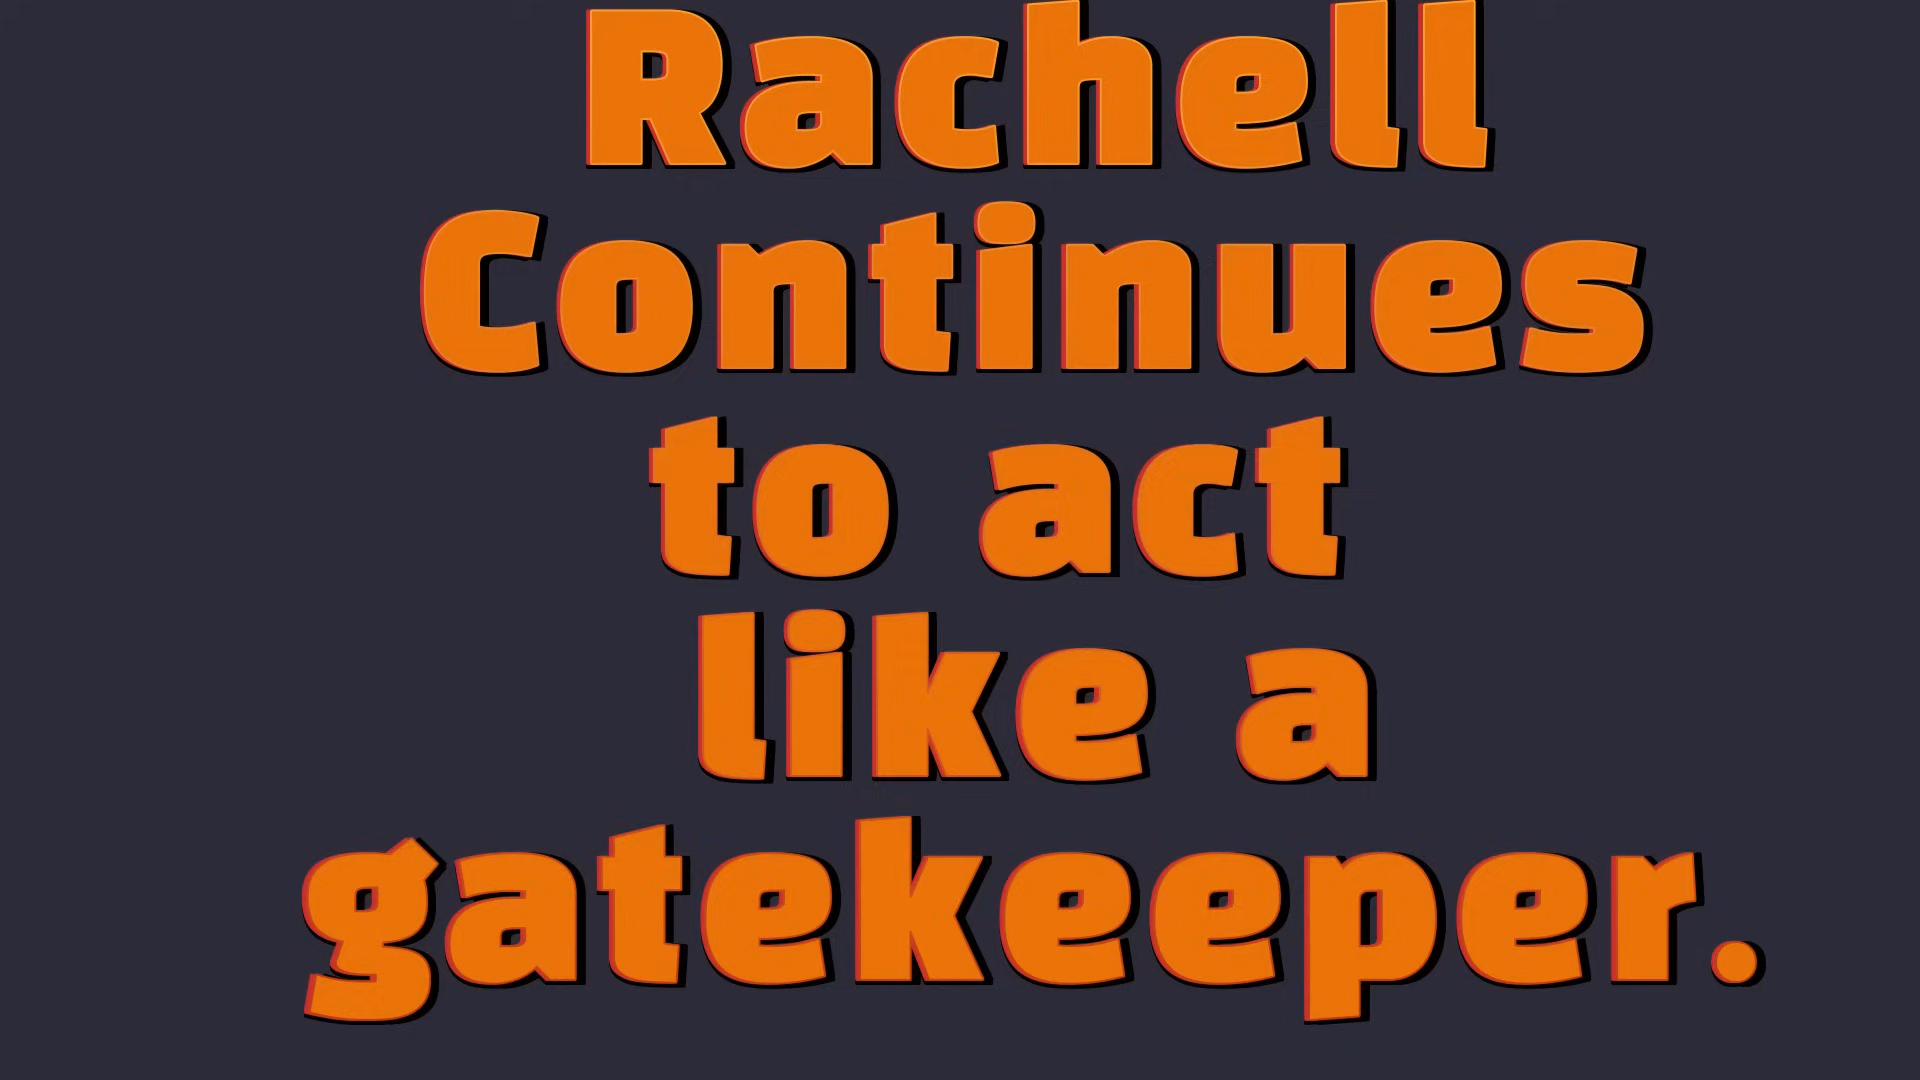 Rachell
Continues
to act
like a
gatekeeper.